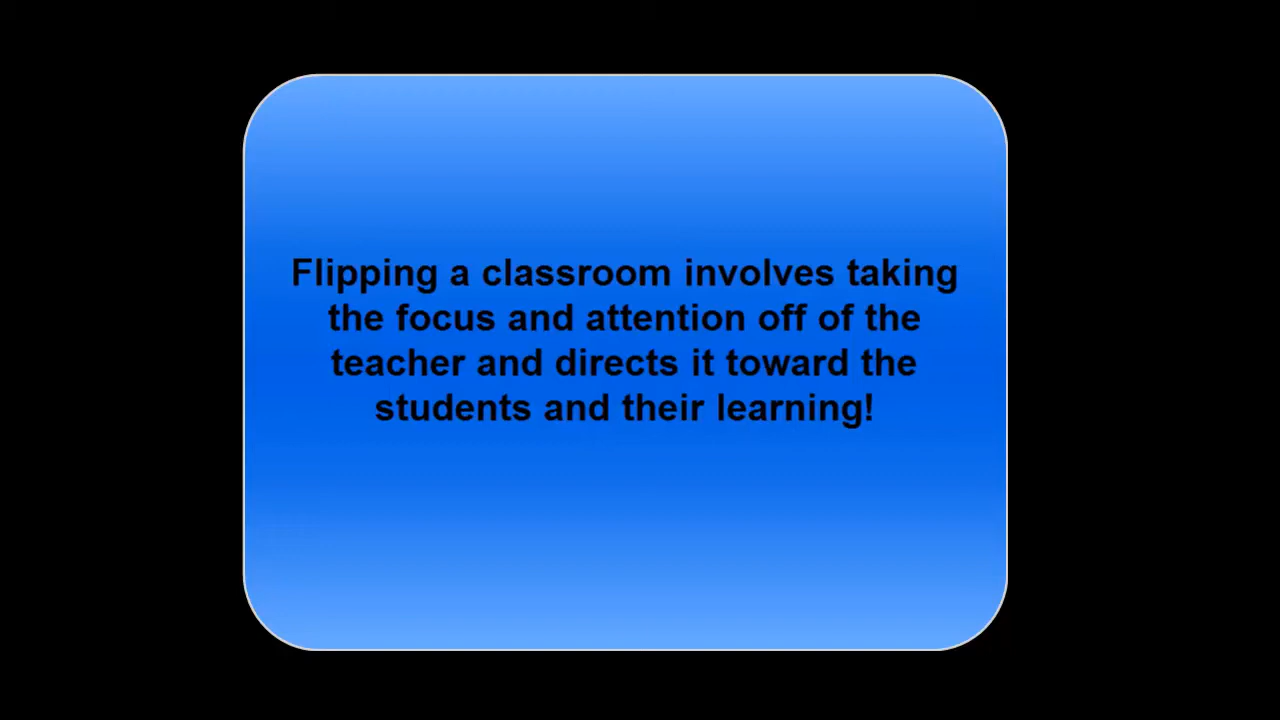 Flipping a classroom involves taking
the focus and attention off of the
teacher and directs it toward the
students and their learning!